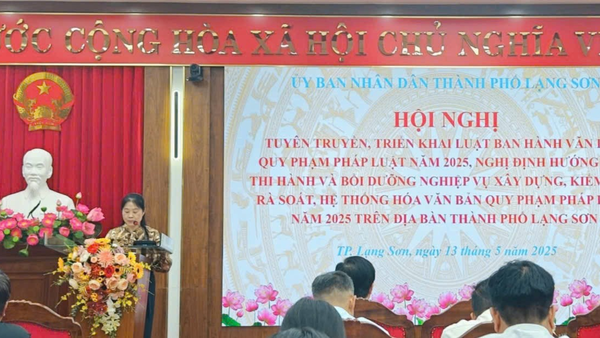 ƯỚC CỘNG HÒA XÃ HỘI CHỦ NGHĨA V
ỦY BAN NHÂN DÂN THÀNH PHỐ LẠNG SƠN
HỘI NGHỊ
TUYÊN TRUYỀN, TRIỂN KHAI LUẬT BAN HÀNH VĂN
QUY PHẠM PHÁP LUẬT NĂM 2025, NGHỊ ĐỊNH HƯỚNG
THI HÀNH VÀ BỒI DƯỠNG NGHIỆP VỤ XÂY DỰNG, KIỂM
RÀ SOÁT, HỆ THỐNG HÓA VĂN BẢN QUY PHẠM PHÁP
NĂM 2025 TRÊN ĐỊA BÀN THÀNH PHỐ LẠNG SƠN
TP. Lạng Sơn, ngày 13 tháng 5 năm 2025